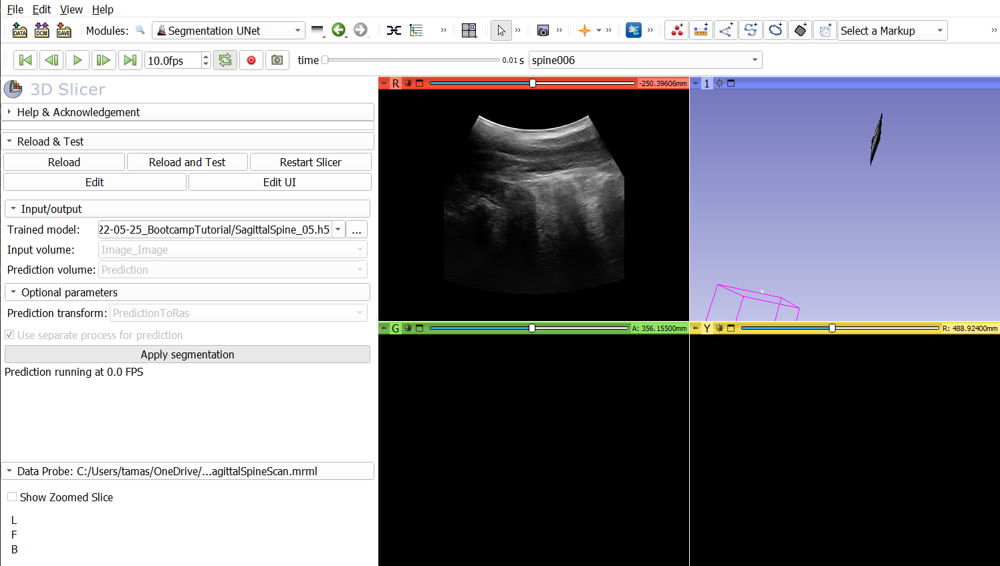 File Edit View Help
DATA DCM SAVE Modules: Segmentation UNet Select a Markup
10.0fps time 0.01 s spine006
3D Slicer
Help & Acknowledgement
Reload & Test
Reload Reload and Test Restart Slicer
Edit Edit UI
Input/output
Trained model: 22-05-25_BootcampTutorial/SagittalSpine_05.h5 ...
Input volume: Image_Image
Prediction volume: Prediction
Optional parameters
Prediction transform: PredictionToRas
Use separate process for prediction
Apply segmentation
Prediction running at 0.0 FPS
Data Probe: C:/Users/tamas/OneDrive/...agittalSpineScan.mrml
Show Zoomed Slice
L
F
B
R -250.39606mm
1
G A: 356.15500mm
Y R: 488.92400mm